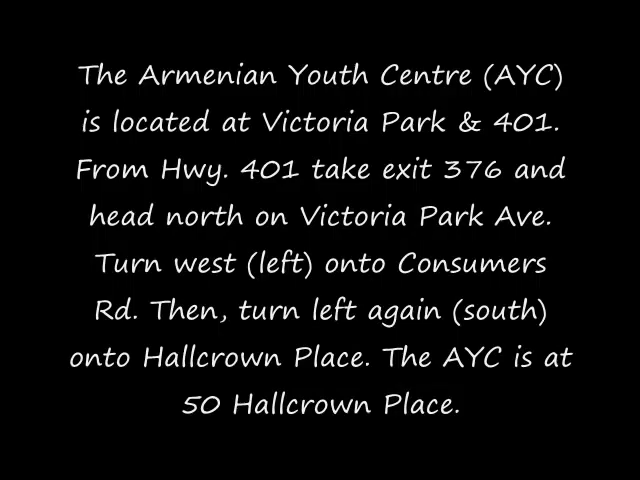 The Armenian Youth Centre (AYC)
is located at Victoria Park & 401.
From Hwy. 401 take exit 376 and
head north on Victoria Park Ave.
Turn west (left) onto Consumers
Rd. Then, turn left again (south)
onto Hallcrown Place. The AYC is at
50 Hallcrown Place.